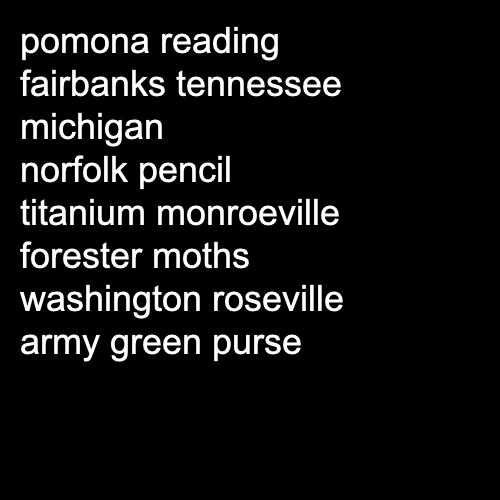 pomona reading
fairbanks tennessee
michigan
norfolk pencil
titanium monroeville
forester moths
washington roseville
army green purse